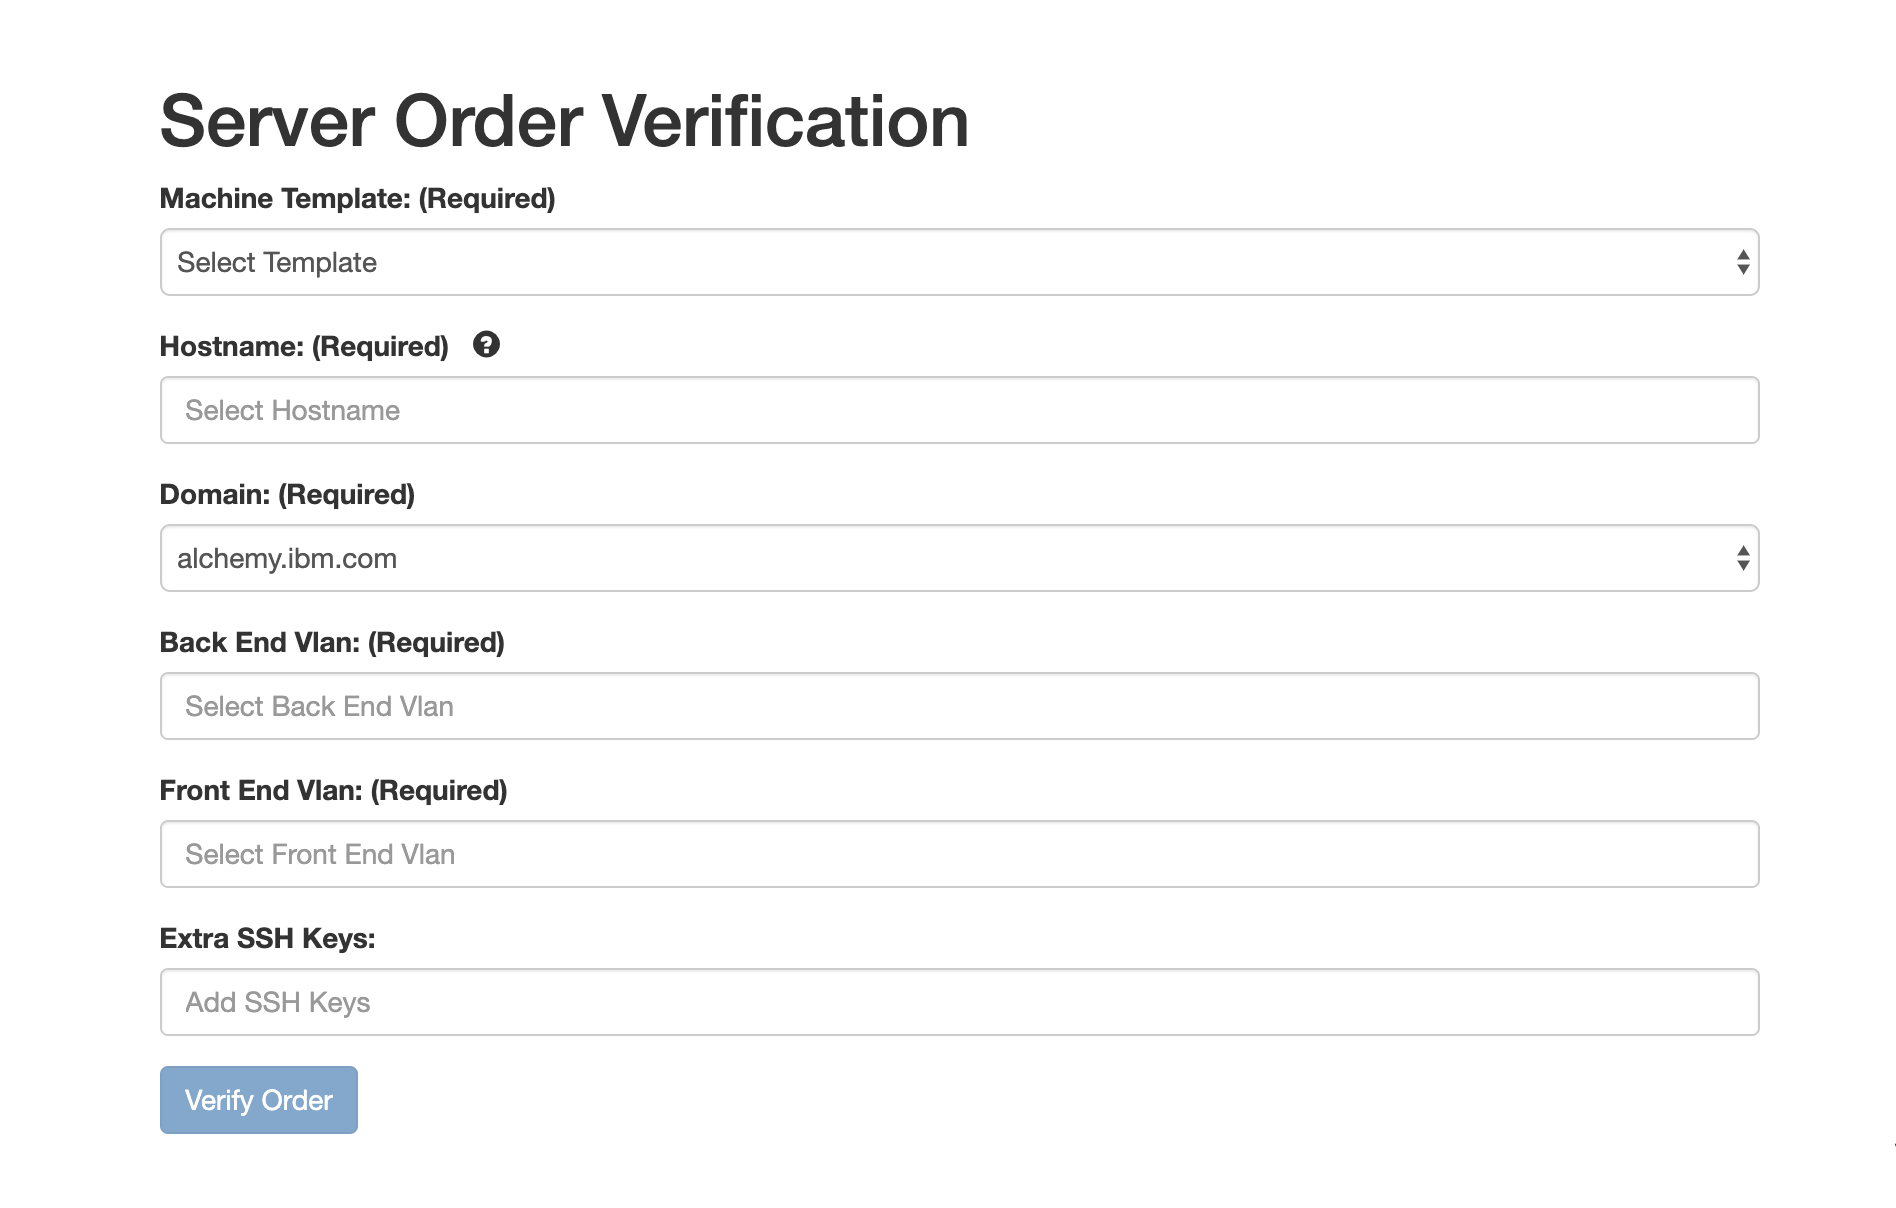 Server Order Verification
Machine Template: (Required)
Select Template
Hostname: (Required) ?
Select Hostname
Domain: (Required)
alchemy.ibm.com
Back End Vlan: (Required)
Select Back End Vlan
Front End Vlan: (Required)
Select Front End Vlan
Extra SSH Keys:
Add SSH Keys
Verify Order